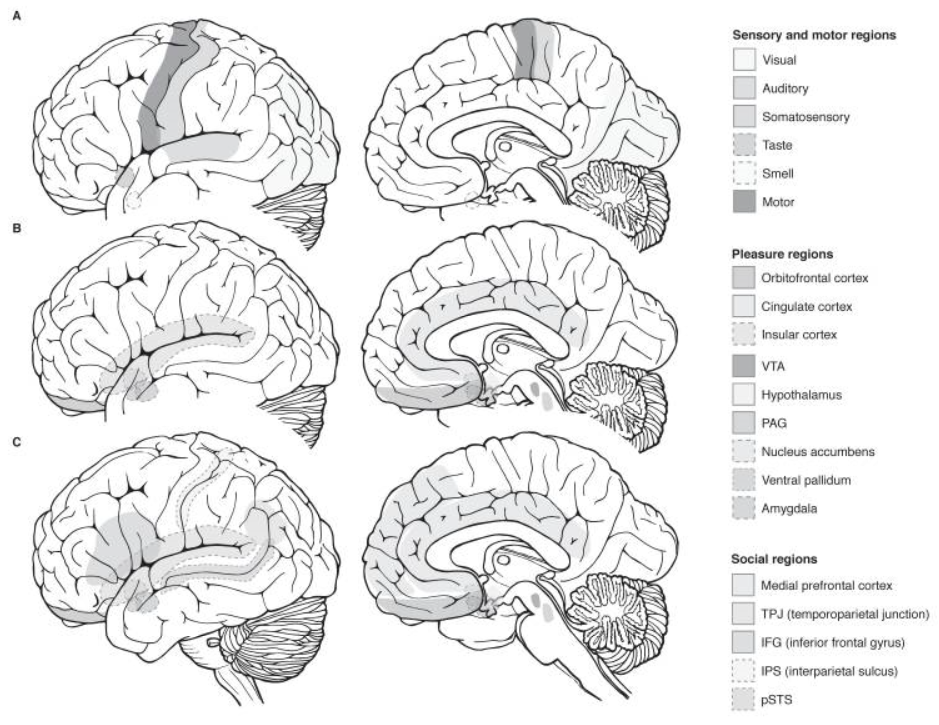 A
B
C
Sensory and motor regions
Visual
Auditory
Somatosensory
Taste
Smell
Motor
Pleasure regions
Orbitofrontal cortex
Cingulate cortex
Insular cortex
VTA
Hypothalamus
PAG
Nucleus accumbens
Ventral pallidum
Amygdala
Social regions
Medial prefrontal cortex
TPJ (temporoparietal junction)
IFG (inferior frontal gyrus)
IPS (interparietal sulcus)
pSTS